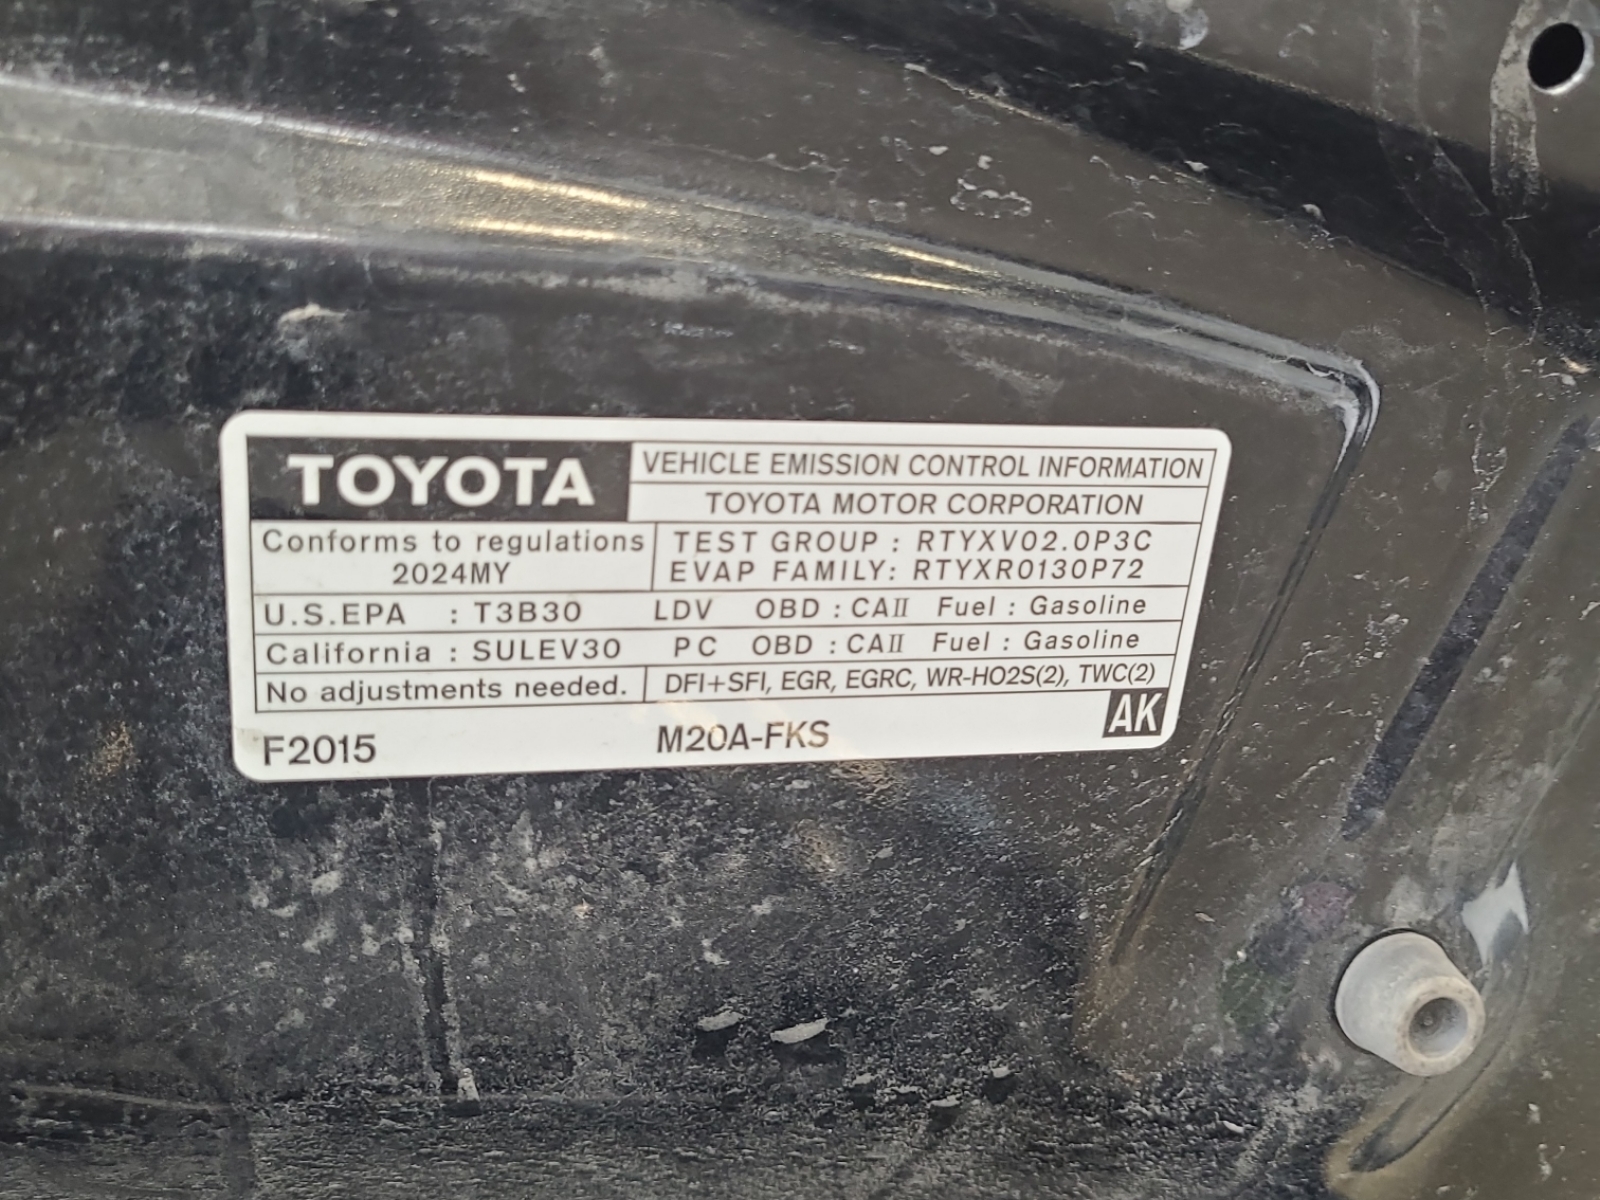 TOYOTA
VEHICLE EMISSION CONTROL INFORMATION
TOYOTA MOTOR CORPORATION
Conforms to regulations
2024MY
TEST GROUP : RTYXV02.0P3C
EVAP FAMILY: RTYXR0130P72
U.S.EPA : T3B30 LDV OBD : CAII Fuel : Gasoline
California : SULEV30 PC OBD : CAII Fuel : Gasoline
No adjustments needed. DFI+SFI, EGR, EGRC, WR-HO2S(2), TWC(2)
AK
F2015 M20A-FKS